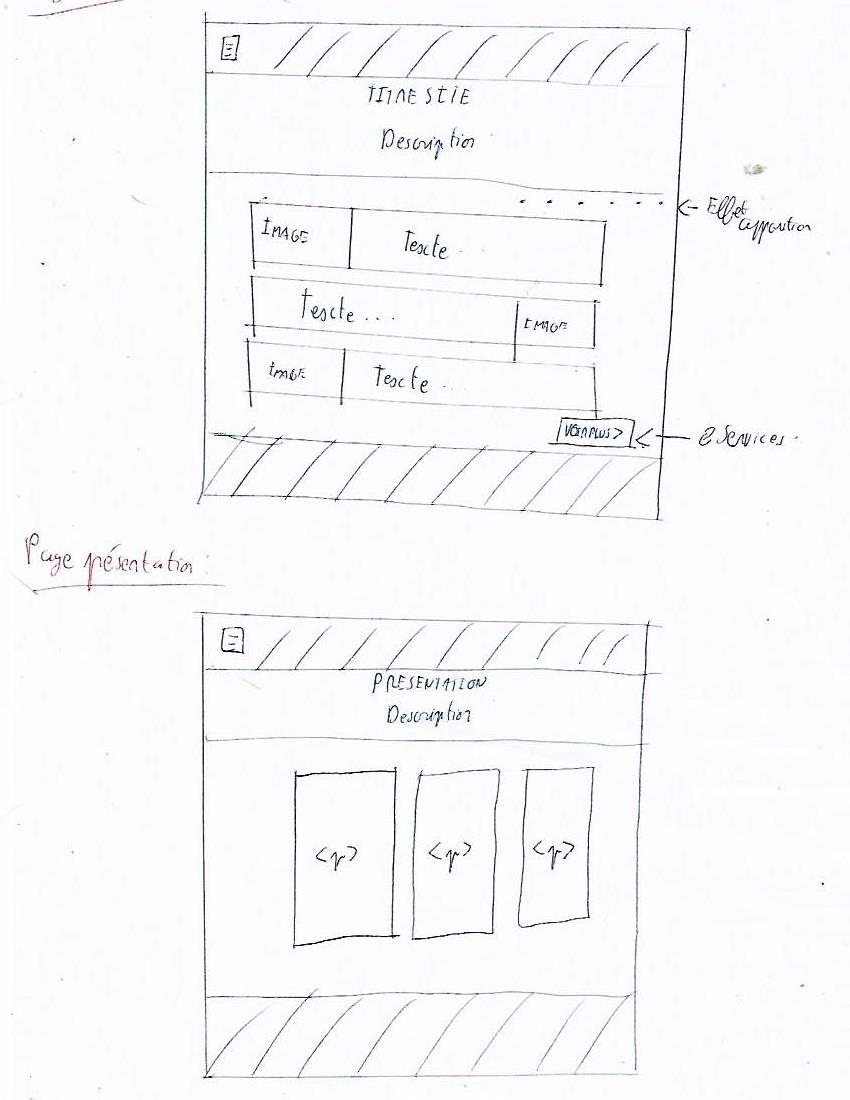 TITRE SITE
Description
← Effet
apparition
IMAGE
Texte ...
Texte ...
IMAGE
IMAGE
Texte ...
VOIR PLUS >
Services
Page présentation :
PRESENTATION
Description
<p>
<p>
<p>